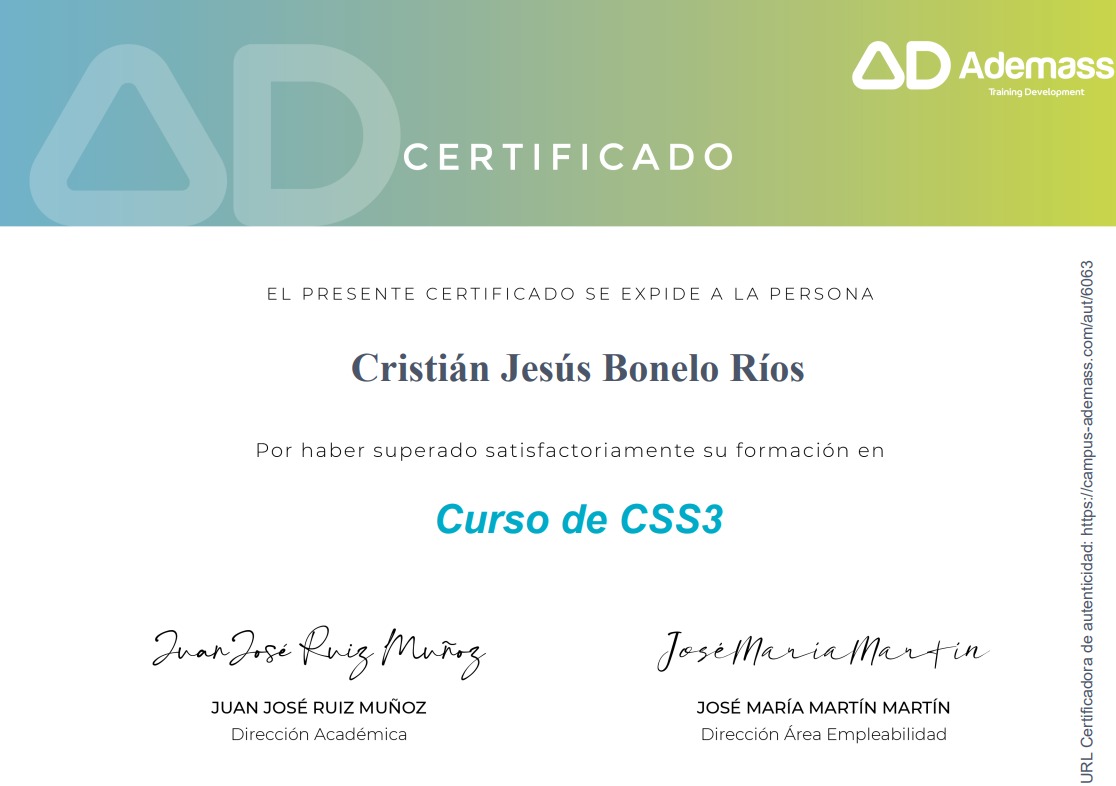 AD Ademass
Training Development
AD
CERTIFICADO
EL PRESENTE CERTIFICADO SE EXPIDE A LA PERSONA
Cristián Jesús Bonelo Ríos
Por haber superado satisfactoriamente su formación en
Curso de CSS3
Juan José Ruiz Muñoz
José María Martín
JUAN JOSÉ RUIZ MUÑOZ
JOSÉ MARÍA MARTÍN MARTÍN
Dirección Académica
Dirección Área Empleabilidad
URL Certificadora de autenticidad: https://campus-ademass.com/aut/6063